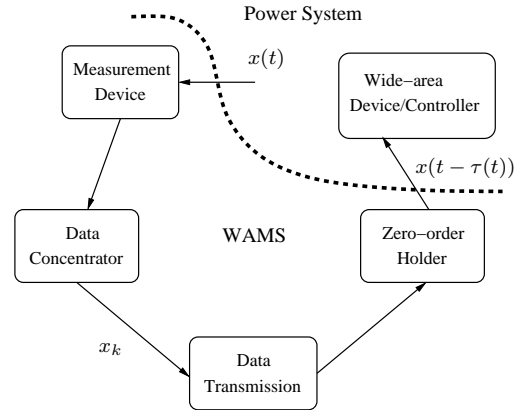 Power System
Measurement
Device
x(t)
Wide−area
Device/Controller
x(t − τ(t))
Data
Concentrator
WAMS
Zero−order
Holder
x_k
Data
Transmission